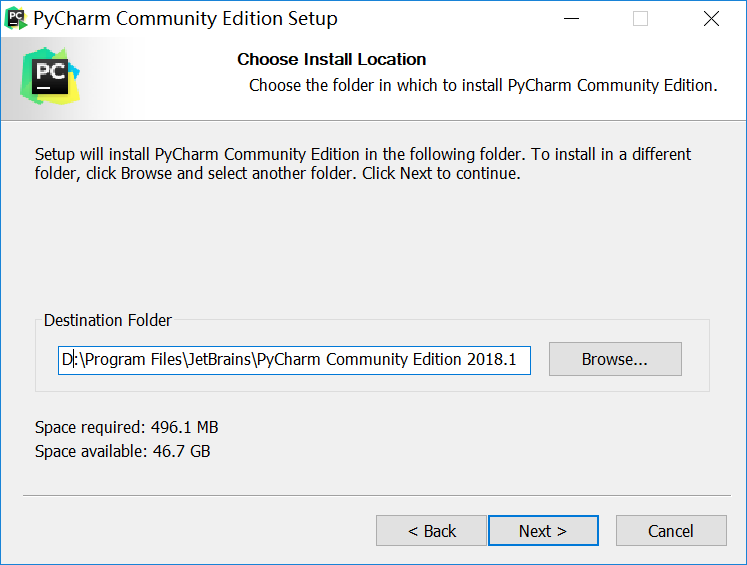 PyCharm Community Edition Setup
PC
Choose Install Location
Choose the folder in which to install PyCharm Community Edition.
Setup will install PyCharm Community Edition in the following folder. To install in a different
folder, click Browse and select another folder. Click Next to continue.
Destination Folder
D:\Program Files\JetBrains\PyCharm Community Edition 2018.1
Browse...
Space required: 496.1 MB
Space available: 46.7 GB
< Back
Next >
Cancel